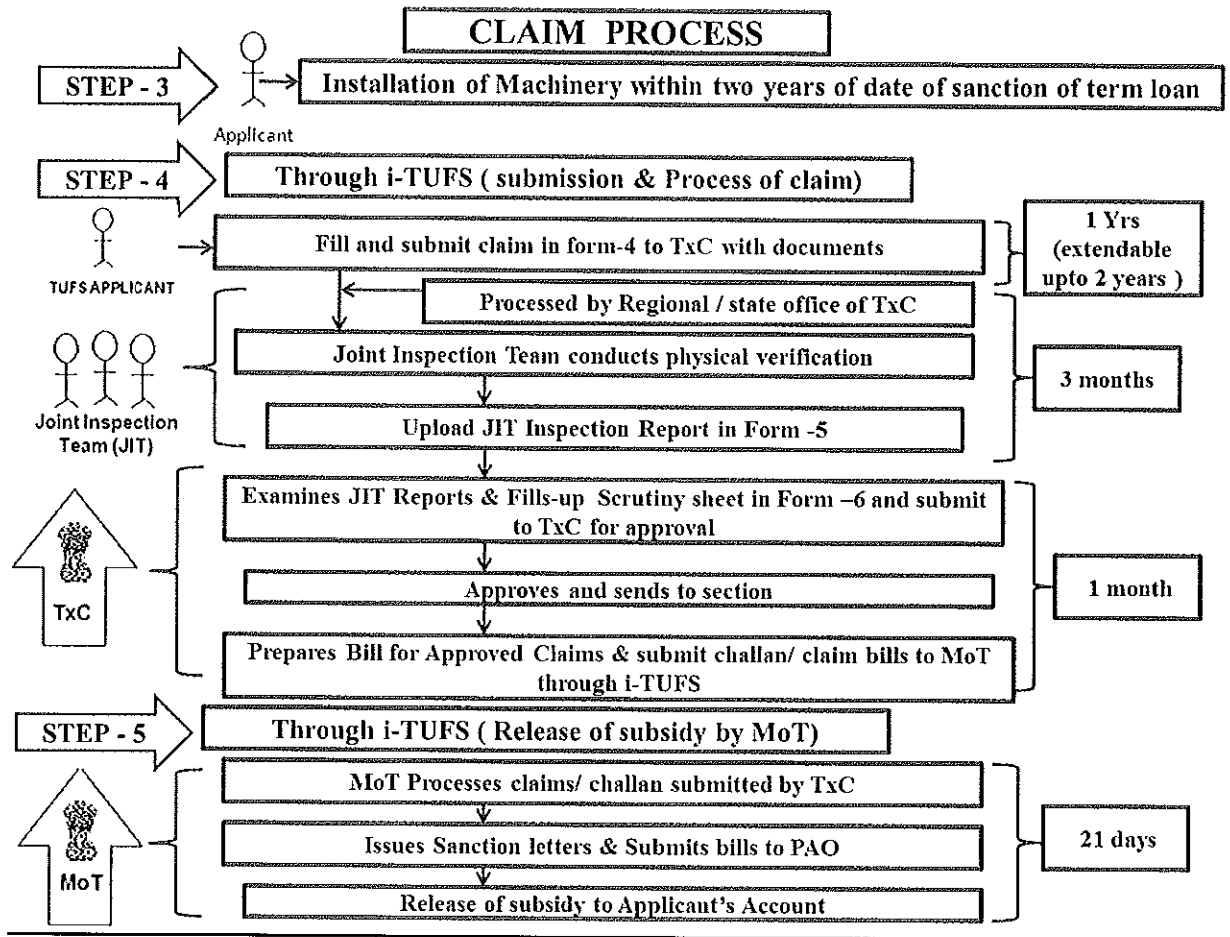 CLAIM PROCESS
STEP - 3
Installation of Machinery within two years of date of sanction of term loan
Applicant
STEP - 4
Through i-TUFS ( submission & Process of claim)
Fill and submit claim in form-4 to TxC with documents
1 Yrs
(extendable
upto 2 years )
TUFS APPLICANT
Processed by Regional / state office of TxC
Joint Inspection Team conducts physical verification
3 months
Joint Inspection
Team (JIT)
Upload JIT Inspection Report in Form -5
Examines JIT Reports & Fills-up Scrutiny sheet in Form –6 and submit
to TxC for approval
TxC
Approves and sends to section
1 month
Prepares Bill for Approved Claims & submit challan/ claim bills to MoT
through i-TUFS
STEP - 5
Through i-TUFS ( Release of subsidy by MoT)
MoT Processes claims/ challan submitted by TxC
Issues Sanction letters & Submits bills to PAO
21 days
MoT
Release of subsidy to Applicant's Account